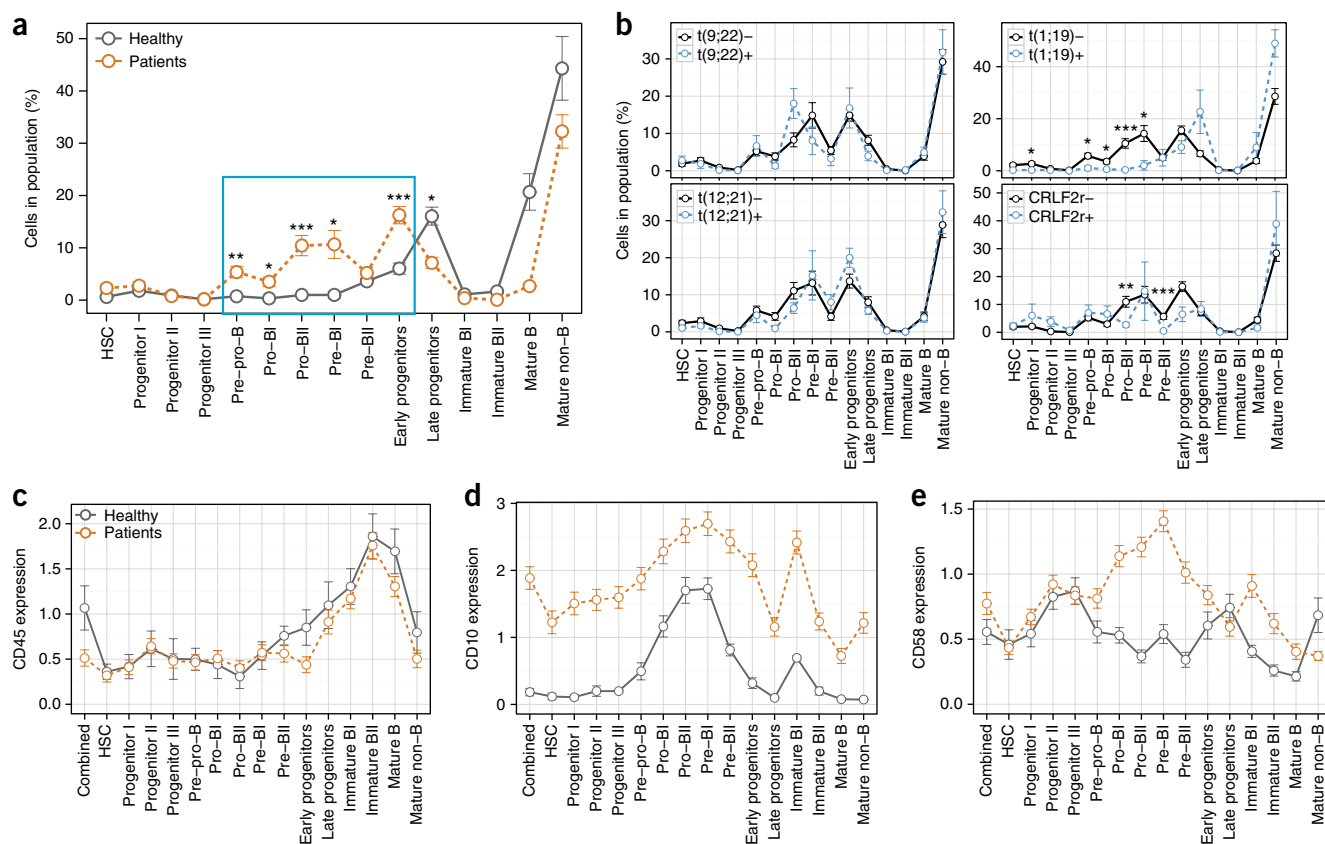 a
Healthy
Patients
Cells in population (%)
50
40
30
20
10
0
**
*
***
*
***
*
HSC
Progenitor I
Progenitor II
Progenitor III
Pre–pro–B
Pro–BI
Pro–BII
Pre–BI
Pre–BII
Early progenitors
Late progenitors
Immature BI
Immature BII
Mature B
Mature non–B
b
Cells in population (%)
t(9;22)–
t(9;22)+
30
20
10
0
t(1;19)–
t(1;19)+
40
20
0
*
*
*
***
*
Cells in population (%)
t(12;21)–
t(12;21)+
30
20
10
0
HSC
Progenitor I
Progenitor II
Progenitor III
Pre–pro–B
Pro–BI
Pro–BII
Pre–BI
Pre–BII
Early progenitors
Late progenitors
Immature BI
Immature BII
Mature B
Mature non–B
CRLF2r–
CRLF2r+
50
40
30
20
10
0
**
***
HSC
Progenitor I
Progenitor II
Progenitor III
Pre–pro–B
Pro–BI
Pro–BII
Pre–BI
Pre–BII
Early progenitors
Late progenitors
Immature BI
Immature BII
Mature B
Mature non–B
c
Healthy
Patients
CD45 expression
2.0
1.5
1.0
0.5
0.0
Combined
HSC
Progenitor I
Progenitor II
Progenitor III
Pre–pro–B
Pro–BI
Pro–BII
Pre–BI
Pre–BII
Early progenitors
Late progenitors
Immature BI
Immature BII
Mature B
Mature non–B
d
CD10 expression
3
2
1
0
Combined
HSC
Progenitor I
Progenitor II
Progenitor III
Pre–pro–B
Pro–BI
Pro–BII
Pre–BI
Pre–BII
Early progenitors
Late progenitors
Immature BI
Immature BII
Mature B
Mature non–B
e
CD58 expression
1.5
1.0
0.5
0.0
Combined
HSC
Progenitor I
Progenitor II
Progenitor III
Pre–pro–B
Pro–BI
Pro–BII
Pre–BI
Pre–BII
Early progenitors
Late progenitors
Immature BI
Immature BII
Mature B
Mature non–B